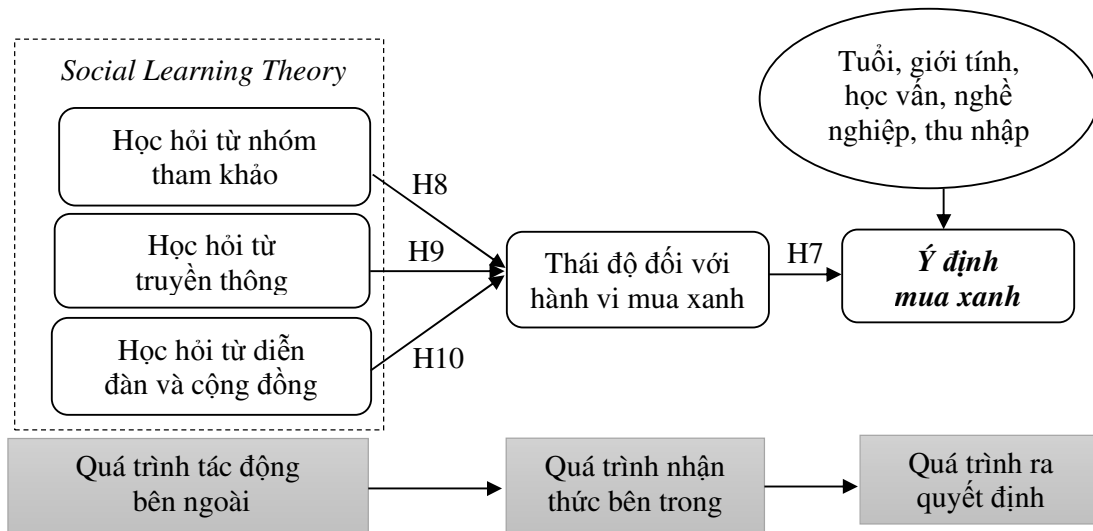 Social Learning Theory
Học hỏi từ nhóm
tham khảo
Học hỏi từ
truyền thông
Học hỏi từ diễn
đàn và cộng đồng
H8
H9
H10
Thái độ đối với
hành vi mua xanh
H7
Tuổi, giới tính,
học vấn, nghề
nghiệp, thu nhập
Ý định
mua xanh
Quá trình tác động
bên ngoài
Quá trình nhận
thức bên trong
Quá trình ra
quyết định